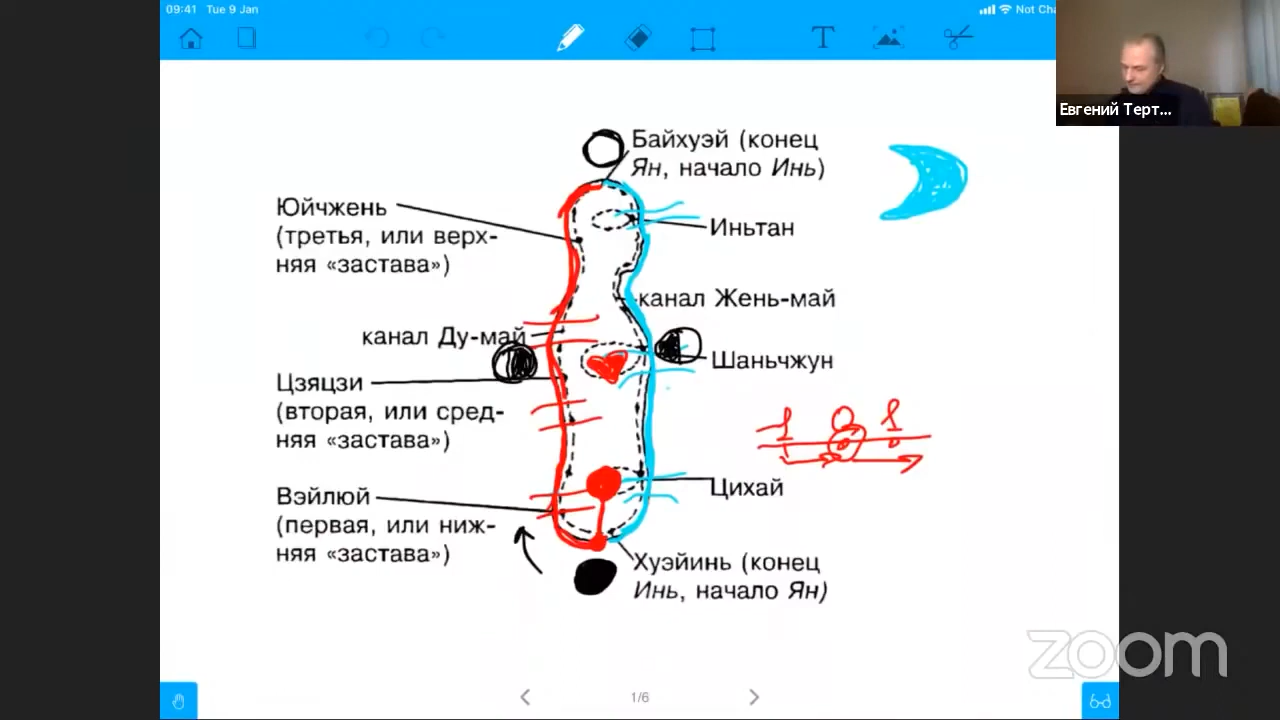 09:41 Tue 9 Jan
Not Cha
T
Евгений Терт...
Байхуэй (конец
Ян, начало Инь)
Юйчжень
(третья, или верх-
няя «застава»)
Иньтан
канал Жень-май
канал Ду-май
Шаньчжун
Цзяцзи
(вторая, или сред-
няя «застава»)
Цихай
Вэйлюй
(первая, или ниж-
няя «застава»)
Хуэйинь (конец
Инь, начало Ян)
zoom
1/6